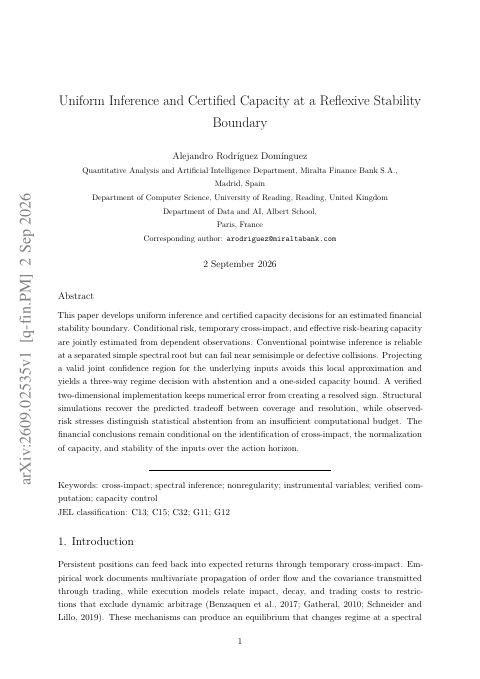 Uniform Inference and Certified Capacity at a Reflexive Stability
Boundary
Alejandro Rodríguez Domínguez
Quantitative Analysis and Artificial Intelligence Department, Miralta Finance Bank S.A.,
Madrid, Spain
Department of Computer Science, University of Reading, Reading, United Kingdom
Department of Data and AI, Albert School,
Paris, France
Corresponding author: arodriguez@miraltabank.com
2 September 2026
arXiv:2609.02535v1 [q-fin.PM] 2 Sep 2026
Abstract
This paper develops uniform inference and certified capacity decisions for an estimated financial
stability boundary. Conditional risk, temporary cross-impact, and effective risk-bearing capacity
are jointly estimated from dependent observations. Conventional pointwise inference is reliable
at a separated simple spectral root but can fail near semisimple or defective collisions. Projecting
a valid joint confidence region for the underlying inputs avoids this local approximation and
yields a three-way regime decision with abstention and a one-sided capacity bound. A verified
two-dimensional implementation keeps numerical error from creating a resolved sign. Structural
simulations recover the predicted tradeoff between coverage and resolution, while observed-
risk stresses distinguish statistical abstention from an insufficient computational budget. The
financial conclusions remain conditional on the identification of cross-impact, the normalization
of capacity, and stability of the inputs over the action horizon.
Keywords: cross-impact; spectral inference; nonregularity; instrumental variables; verified com-
putation; capacity control
JEL classification: C13; C15; C32; G11; G12
1. Introduction
Persistent positions can feed back into expected returns through temporary cross-impact. Em-
pirical work documents multivariate propagation of order flow and the covariance transmitted
through trading, while execution models relate impact, decay, and trading costs to restric-
tions that exclude dynamic arbitrage (Benzaquen et al., 2017; Gatheral, 2010; Schneider and
Lillo, 2019). These mechanisms can produce an equilibrium that changes regime at a spectral
1